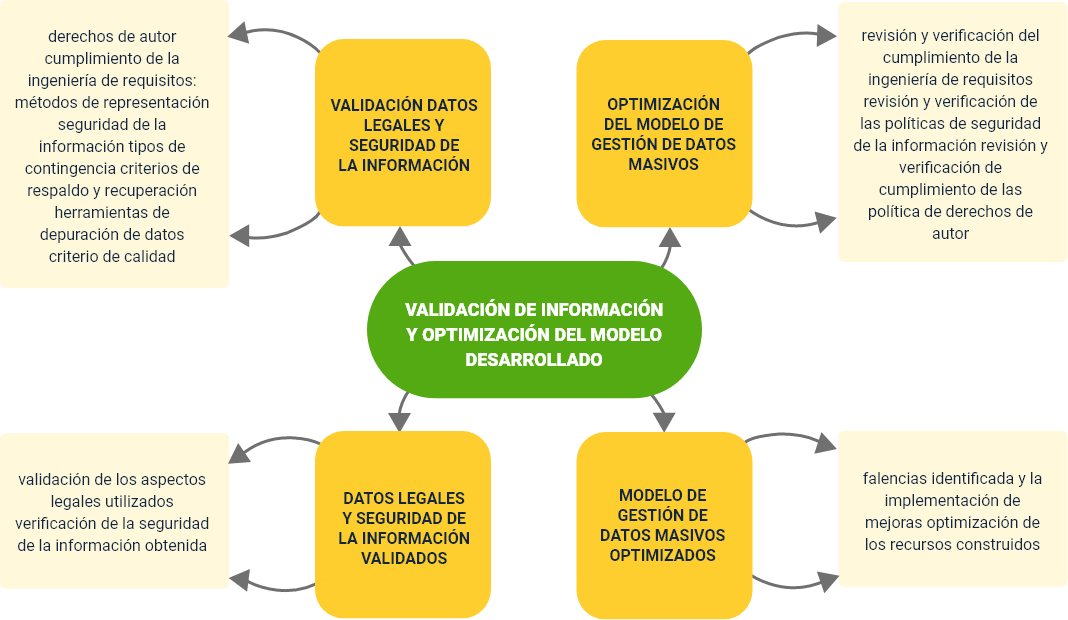 derechos de autor
cumplimiento de la
ingeniería de requisitos:
métodos de representación
seguridad de la
información tipos de
contingencia criterios de
respaldo y recuperación
herramientas de
depuración de datos
criterio de calidad
VALIDACIÓN DATOS
LEGALES Y
SEGURIDAD DE
LA INFORMACIÓN
OPTIMIZACIÓN
DEL MODELO DE
GESTIÓN DE DATOS
MASIVOS
revisión y verificación del
cumplimiento de la
ingeniería de requisitos
revisión y verificación de
las políticas de seguridad
de la información revisión y
verificación de
cumplimiento de las
política de derechos de
autor
VALIDACIÓN DE INFORMACIÓN
Y OPTIMIZACIÓN DEL MODELO
DESARROLLADO
validación de los aspectos
legales utilizados
verificación de la seguridad
de la información obtenida
DATOS LEGALES
Y SEGURIDAD DE
LA INFORMACIÓN
VALIDADOS
MODELO DE
GESTIÓN DE
DATOS MASIVOS
OPTIMIZADOS
falencias identificada y la
implementación de
mejoras optimización de
los recursos construidos